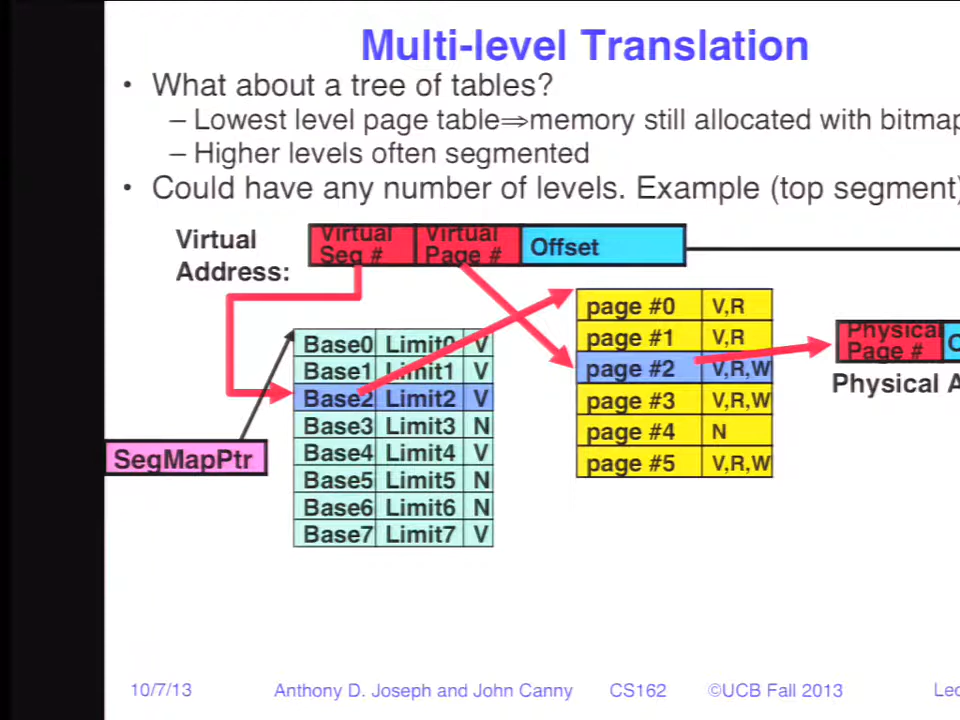 Multi-level Translation
• What about a tree of tables?
– Lowest level page table⇒memory still allocated with bitmap
– Higher levels often segmented
• Could have any number of levels. Example (top segment)
Virtual
Address:
Virtual
Seg #
Virtual
Page #
Offset
page #0 V,R
page #1 V,R
page #2 V,R,W
page #3 V,R,W
page #4 N
page #5 V,R,W
Physical
Page #
Physical A
Base0 Limit0 V
Base1 Limit1 V
Base2 Limit2 V
Base3 Limit3 N
Base4 Limit4 V
Base5 Limit5 N
Base6 Limit6 N
Base7 Limit7 V
SegMapPtr
10/7/13 Anthony D. Joseph and John Canny CS162 ©UCB Fall 2013 Lec